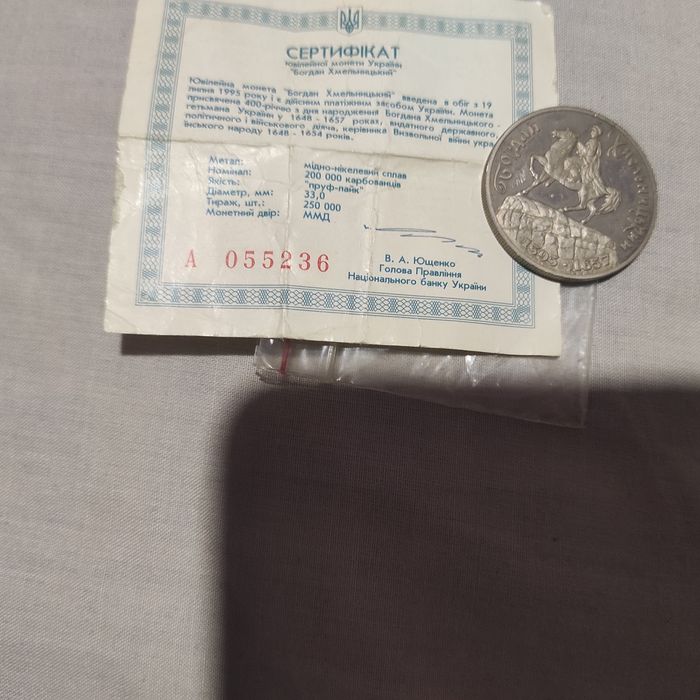 СЕРТИФІКАТ
ювілейної монети України
"Богдан Хмельницький"
Ювілейна монета "Богдан Хмельницький" введена в обіг з 19
липня 1995 року і є дійсним платіжним засобом України. Монета
присвячена 400-річчю з дня народження Богдана Хмельницького -
гетьмана України у 1648 - 1657 роках, видатного державного,
політичного і військового діяча, керівника Визвольної війни укра
їнського народу 1648 - 1654 років.
Метал: мідно-нікелевий сплав
Номінал: 200 000 карбованців
Якість: "пруф-лайк"
Діаметр, мм: 33,0
Тираж, шт.: 250 000
Монетний двір: ММД
А 055236
В. А. Ющенко
Голова Правління
Національного банку України
БОГДАН ХМЕЛЬНИЦЬКИЙ
1595-1657